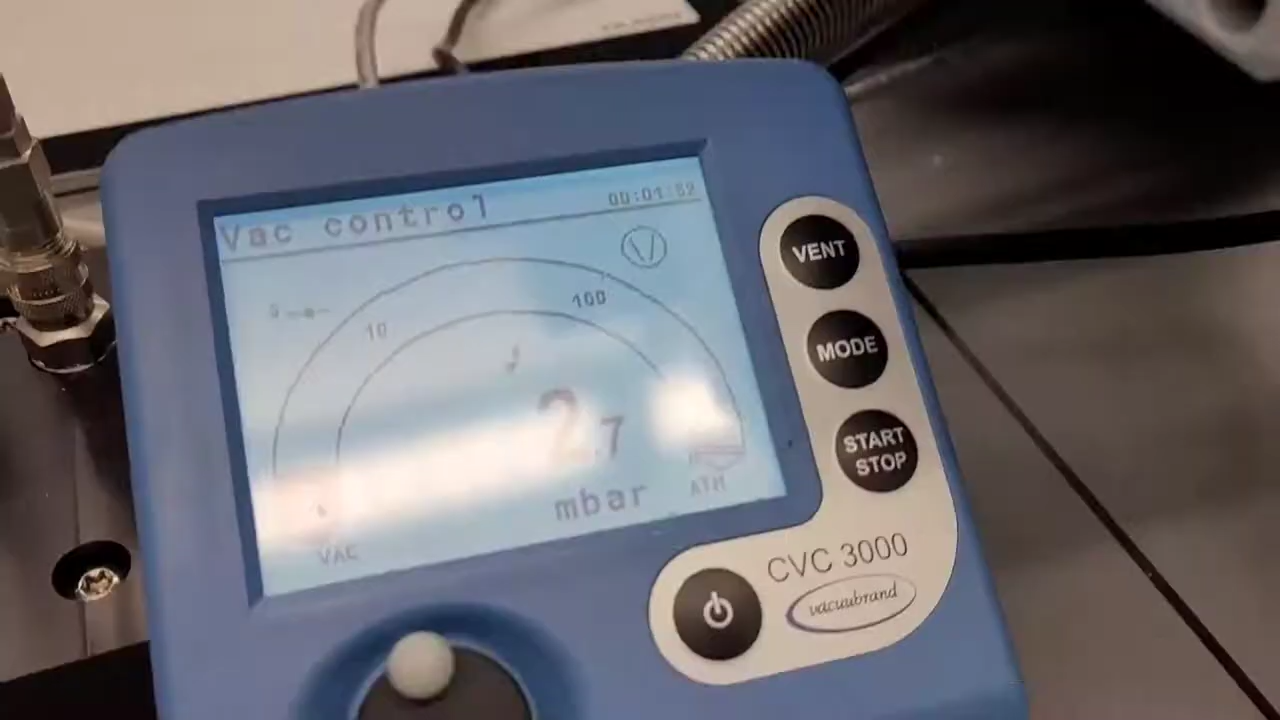 Vac control
00:01:52
100
10
2.7
mbar
ATM
VAC
VENT
MODE
START
STOP
CVC 3000
vacuubrand